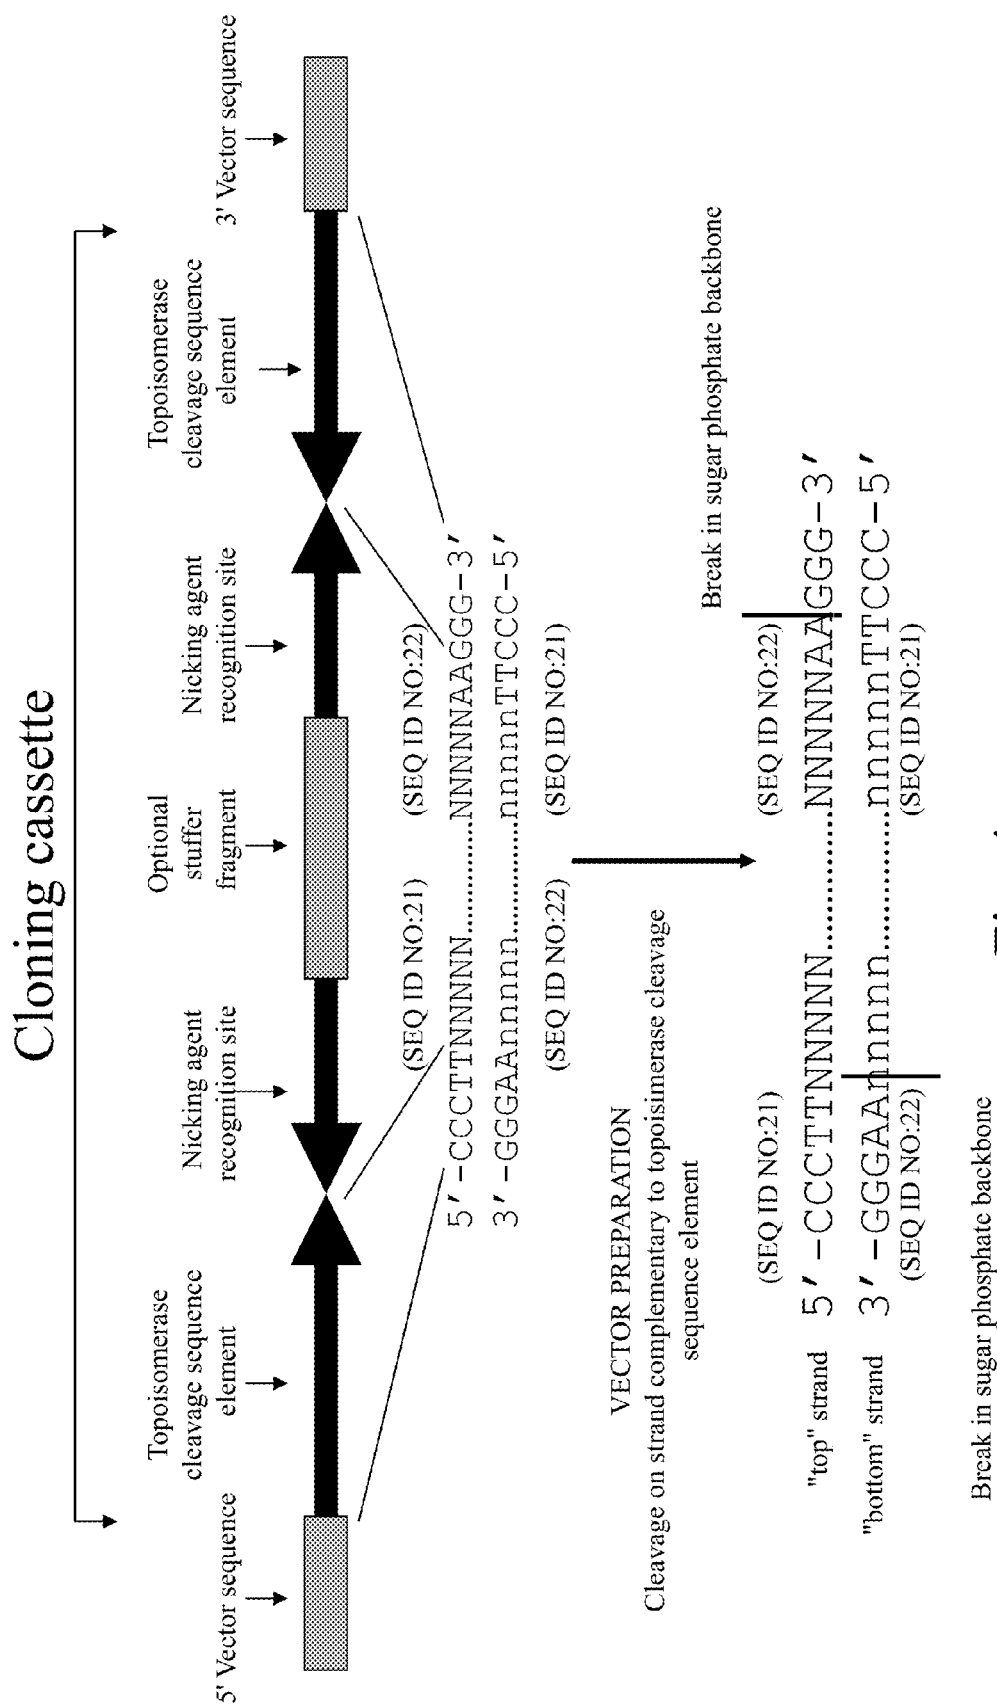 Cloning cassette
5' Vector sequence
Topoisomerase
cleavage sequence
element
Nicking agent
recognition site
Optional
stuffer
fragment
Nicking agent
recognition site
Topoisomerase
cleavage sequence
element
3' Vector sequence
(SEQ ID NO:21) (SEQ ID NO:22)
5′-CCCTTNNNNN..........NNNNNAAGGG-3′
3′-GGGAAnnnnn..........nnnnnTTCCC-5′
(SEQ ID NO:22) (SEQ ID NO:21)
VECTOR PREPARATION
Cleavage on strand complementary to topoisimerase cleavage
sequence element
Break in sugar phosphate backbone
(SEQ ID NO:21) (SEQ ID NO:22)
"top" strand 5′-CCCTTNNNNN..........NNNNNAAGGG-3′
"bottom" strand 3′-GGGAAnnnnn..........nnnnnTTCCC-5′
(SEQ ID NO:22) (SEQ ID NO:21)
Break in sugar phosphate backbone